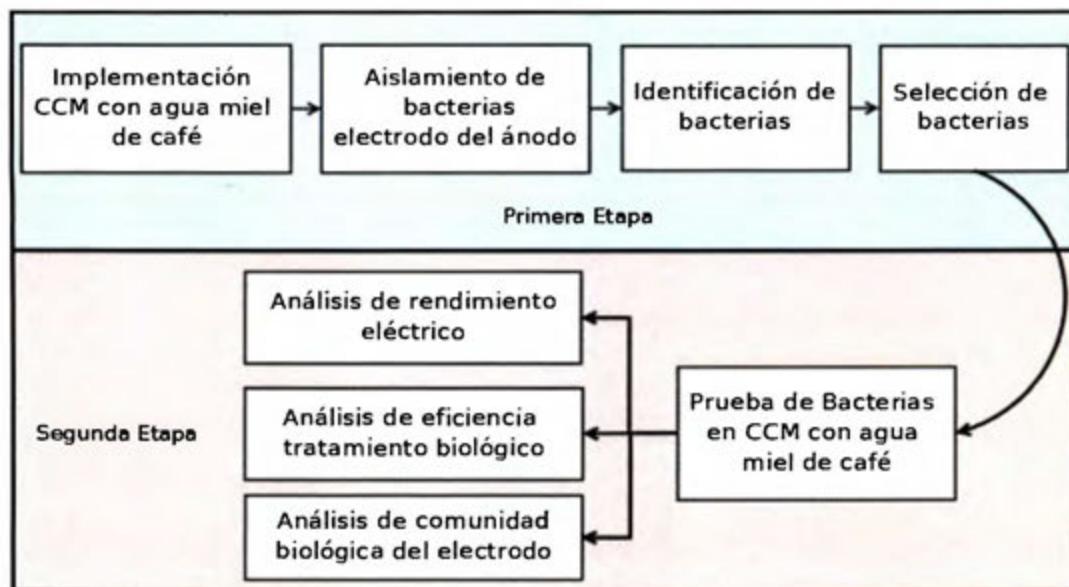 Implementación
CCM con agua miel
de café
Aislamiento de
bacterias
electrodo del ánodo
Identificación de
bacterias
Selección de
bacterias
Primera Etapa
Análisis de rendimiento
eléctrico
Segunda Etapa
Análisis de eficiencia
tratamiento biológico
Prueba de Bacterias
en CCM con agua
miel de café
Análisis de comunidad
biológica del electrodo